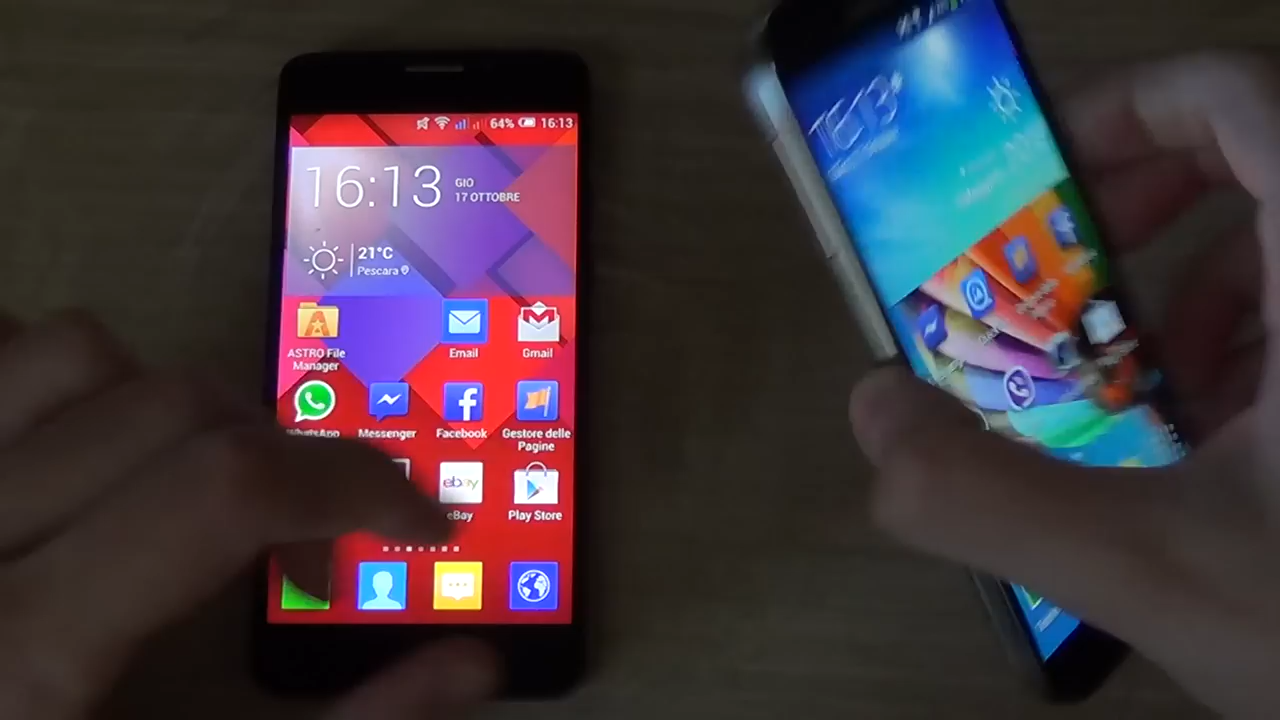 64% 16:13
16:13
GIO
17 OTTOBRE
21°C
Pescara
ASTRO File
Manager
Email
Gmail
WhatsApp
Messenger
Facebook
Gestore delle
Pagine
ebay
eBay
Play Store